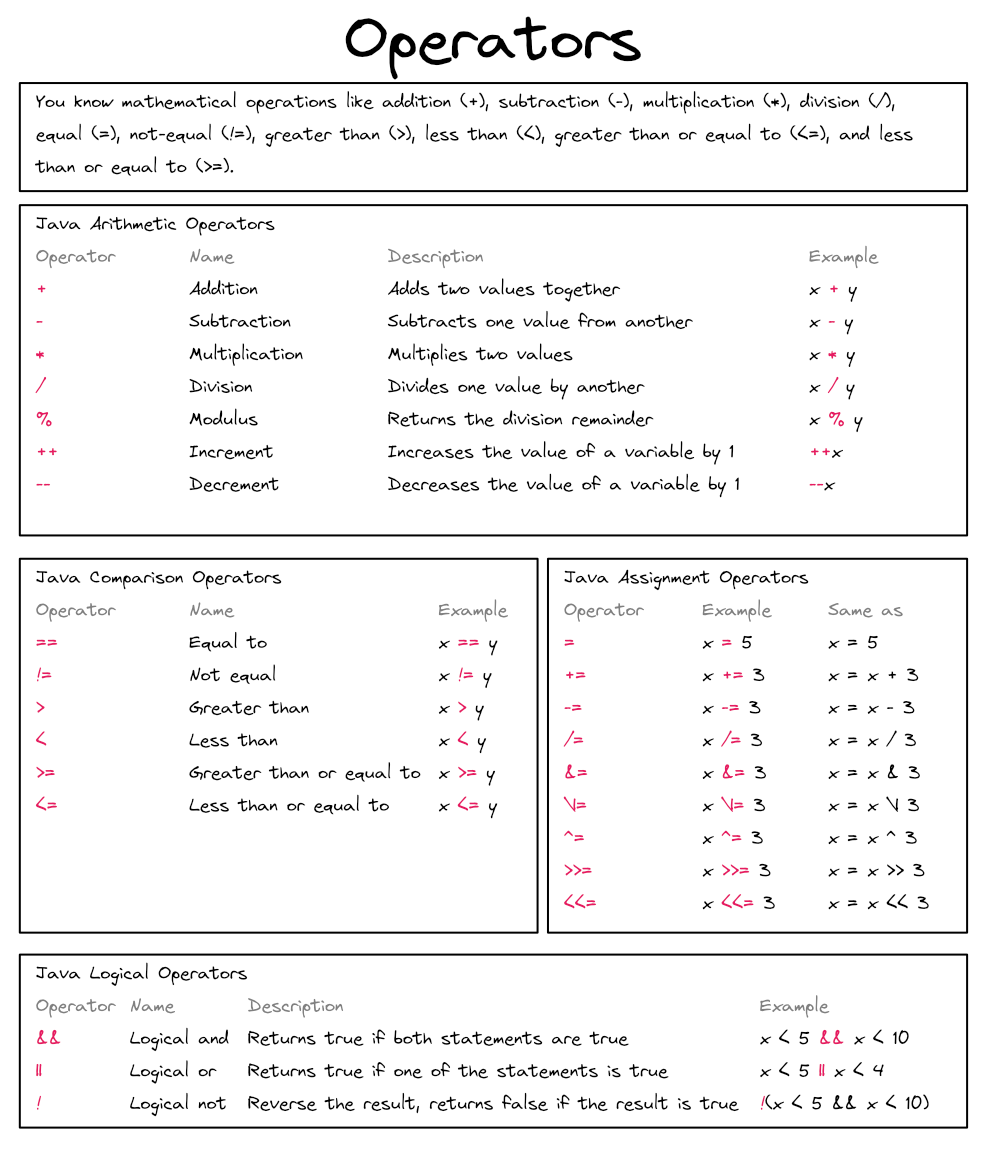 Operators
You know mathematical operations like addition (+), subtraction (-), multiplication (*), division (/),
equal (=), not-equal (!=), greater than (>), less than (<), greater than or equal to (<=), and less
than or equal to (>=).
Java Arithmetic Operators
Operator Name Description Example
+ Addition Adds two values together x + y
- Subtraction Subtracts one value from another x - y
* Multiplication Multiplies two values x * y
/ Division Divides one value by another x / y
% Modulus Returns the division remainder x % y
++ Increment Increases the value of a variable by 1 ++x
-- Decrement Decreases the value of a variable by 1 --x
Java Comparison Operators
Operator Name Example
== Equal to x == y
!= Not equal x != y
> Greater than x > y
< Less than x < y
>= Greater than or equal to x >= y
<= Less than or equal to x <= y
Java Assignment Operators
Operator Example Same as
= x = 5 x = 5
+= x += 3 x = x + 3
-= x -= 3 x = x - 3
/= x /= 3 x = x / 3
&= x &= 3 x = x & 3
\|= x \|= 3 x = x \| 3
^= x ^= 3 x = x ^ 3
>>= x >>= 3 x = x >> 3
<<= x <<= 3 x = x << 3
Java Logical Operators
Operator Name Description Example
&& Logical and Returns true if both statements are true x < 5 && x < 10
|| Logical or Returns true if one of the statements is true x < 5 || x < 4
! Logical not Reverse the result, returns false if the result is true !(x < 5 && x < 10)